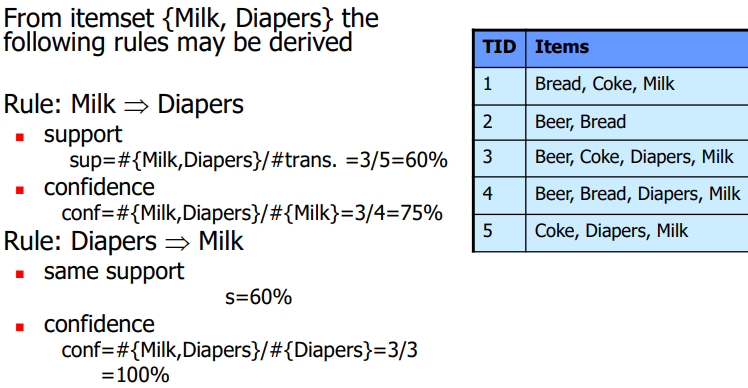 From itemset {Milk, Diapers} the
following rules may be derived
Rule: Milk ⇒ Diapers
support
sup=#{Milk,Diapers}/#trans. =3/5=60%
confidence
conf=#{Milk,Diapers}/#{Milk}=3/4=75%
Rule: Diapers ⇒ Milk
same support
s=60%
confidence
conf=#{Milk,Diapers}/#{Diapers}=3/3
=100%
TID Items
1 Bread, Coke, Milk
2 Beer, Bread
3 Beer, Coke, Diapers, Milk
4 Beer, Bread, Diapers, Milk
5 Coke, Diapers, Milk